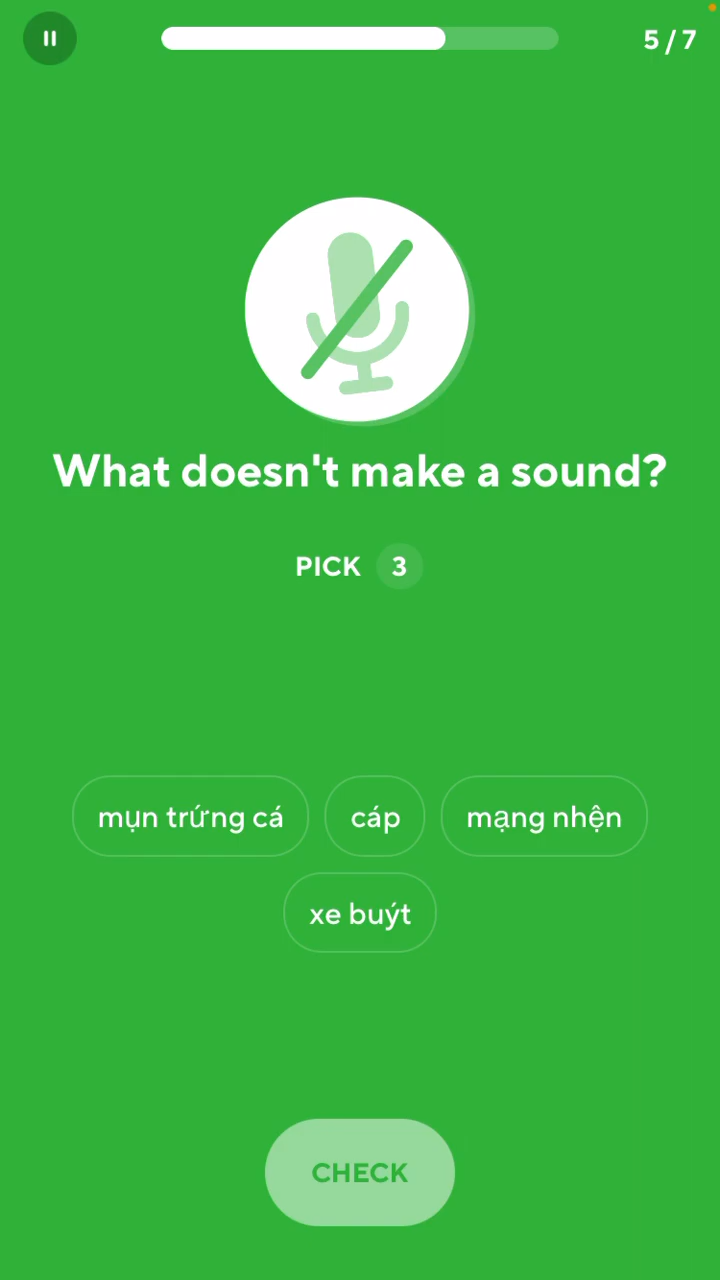 5 / 7
What doesn't make a sound?
PICK 3
mụn trứng cá cáp mạng nhện
xe buýt
CHECK